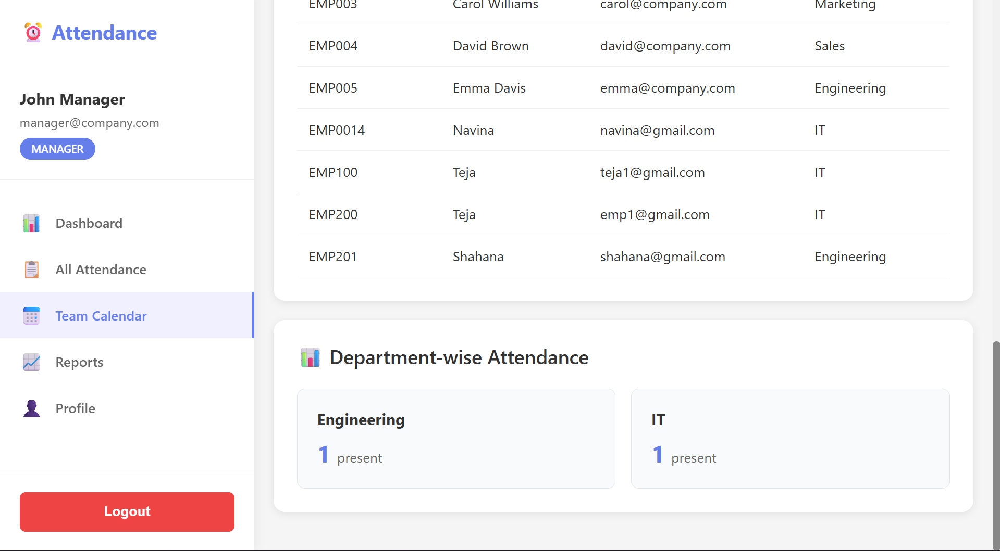 Attendance
John Manager
manager@company.com
MANAGER
Dashboard
All Attendance
Team Calendar
Reports
Profile
Logout
EMP003 Carol Williams carol@company.com Marketing
EMP004 David Brown david@company.com Sales
EMP005 Emma Davis emma@company.com Engineering
EMP0014 Navina navina@gmail.com IT
EMP100 Teja teja1@gmail.com IT
EMP200 Teja emp1@gmail.com IT
EMP201 Shahana shahana@gmail.com Engineering
Department-wise Attendance
Engineering
1 present
IT
1 present